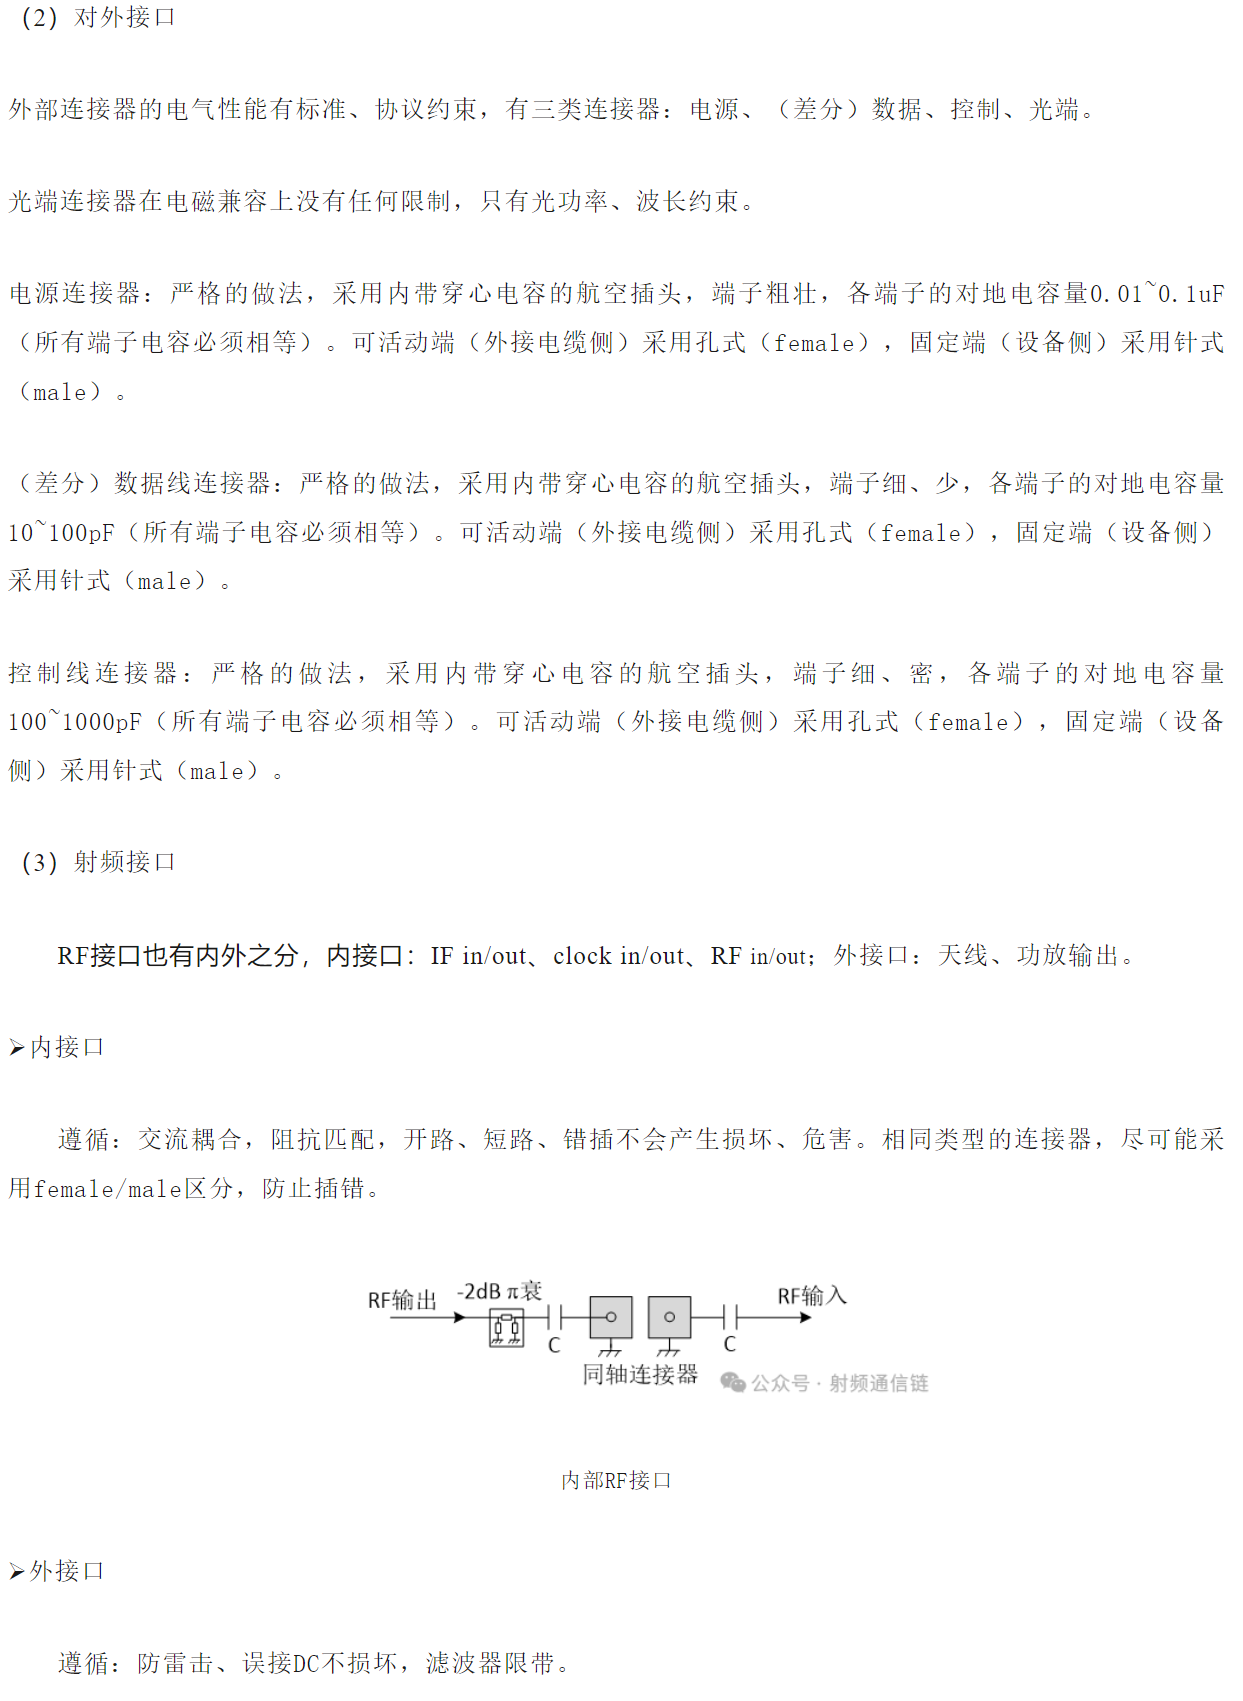 （2）对外接口
外部连接器的电气性能有标准、协议约束，有三类连接器：电源、（差分）数据、控制、光端。
光端连接器在电磁兼容上没有任何限制，只有光功率、波长约束。
电源连接器：严格的做法，采用内带穿心电容的航空插头，端子粗壮，各端子的对地电容量0.01~0.1uF
（所有端子电容必须相等）。可活动端（外接电缆侧）采用孔式（female），固定端（设备侧）采用针式
（male）。
（差分）数据线连接器：严格的做法，采用内带穿心电容的航空插头，端子细、少，各端子的对地电容量
10~100pF（所有端子电容必须相等）。可活动端（外接电缆侧）采用孔式（female），固定端（设备侧）
采用针式（male）。
控制线连接器：严格的做法，采用内带穿心电容的航空插头，端子细、密，各端子的对地电容量
100~1000pF（所有端子电容必须相等）。可活动端（外接电缆侧）采用孔式（female），固定端（设备
侧）采用针式（male）。
（3）射频接口
RF接口也有内外之分，内接口：IF in/out、clock in/out、RF in/out；外接口：天线、功放输出。
➢内接口
遵循：交流耦合，阻抗匹配，开路、短路、错插不会产生损坏、危害。相同类型的连接器，尽可能采
用female/male区分，防止插错。
RF输出 -2dB π衰 RF输入
C C
同轴连接器
公众号·射频通信链
内部RF接口
➢外接口
遵循：防雷击、误接DC不损坏，滤波器限带。